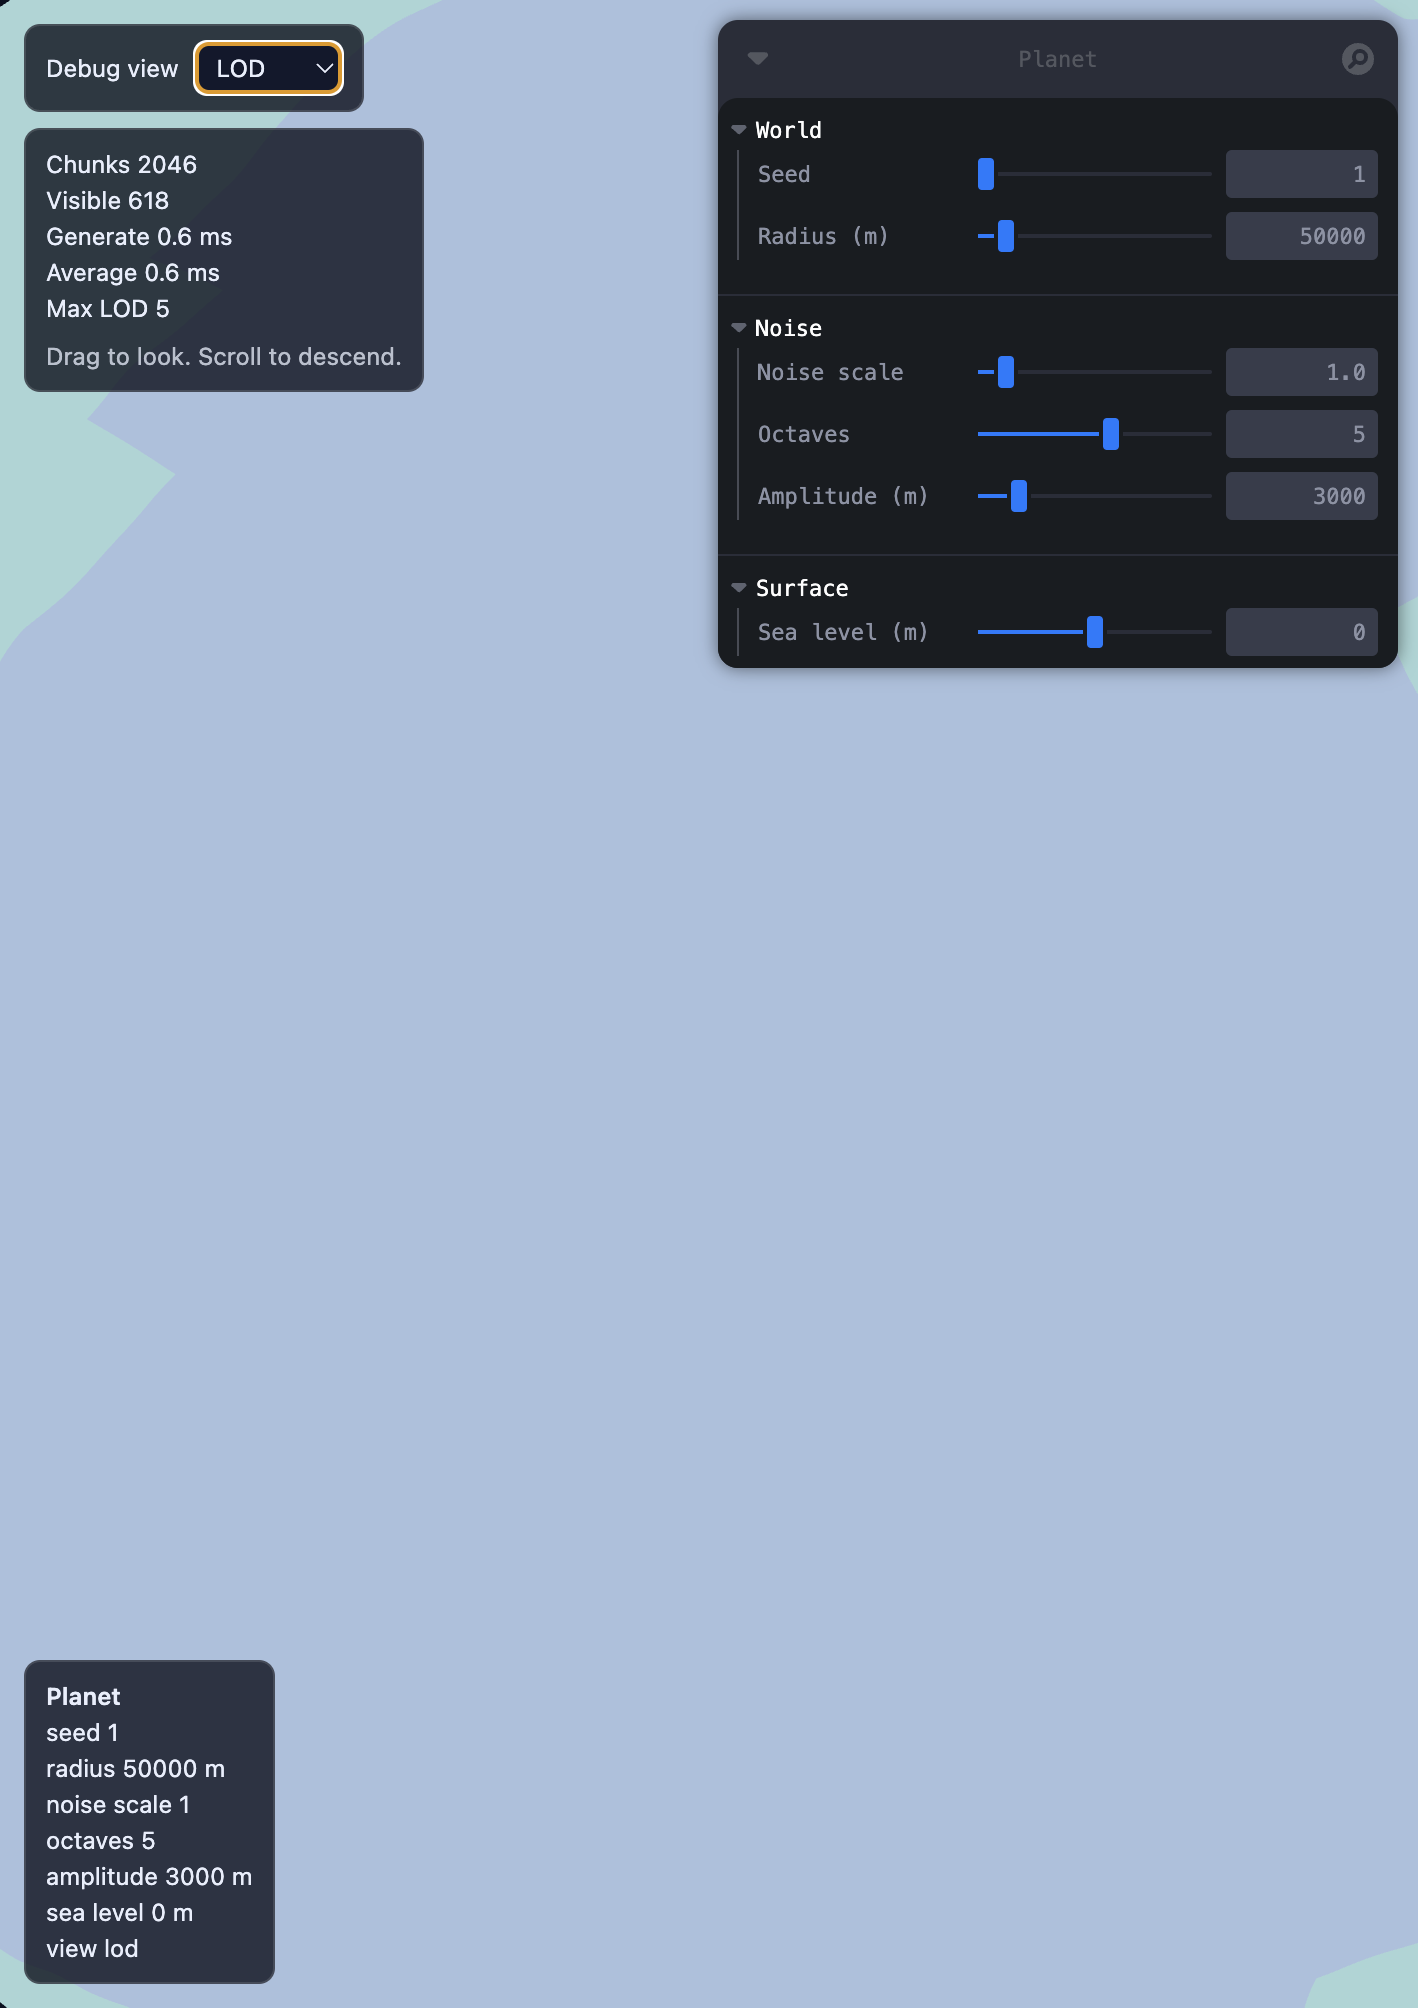 Debug view LOD
Chunks 2046
Visible 618
Generate 0.6 ms
Average 0.6 ms
Max LOD 5
Drag to look. Scroll to descend.
Planet
World
Seed 1
Radius (m) 50000
Noise
Noise scale 1.0
Octaves 5
Amplitude (m) 3000
Surface
Sea level (m) 0
Planet
seed 1
radius 50000 m
noise scale 1
octaves 5
amplitude 3000 m
sea level 0 m
view lod